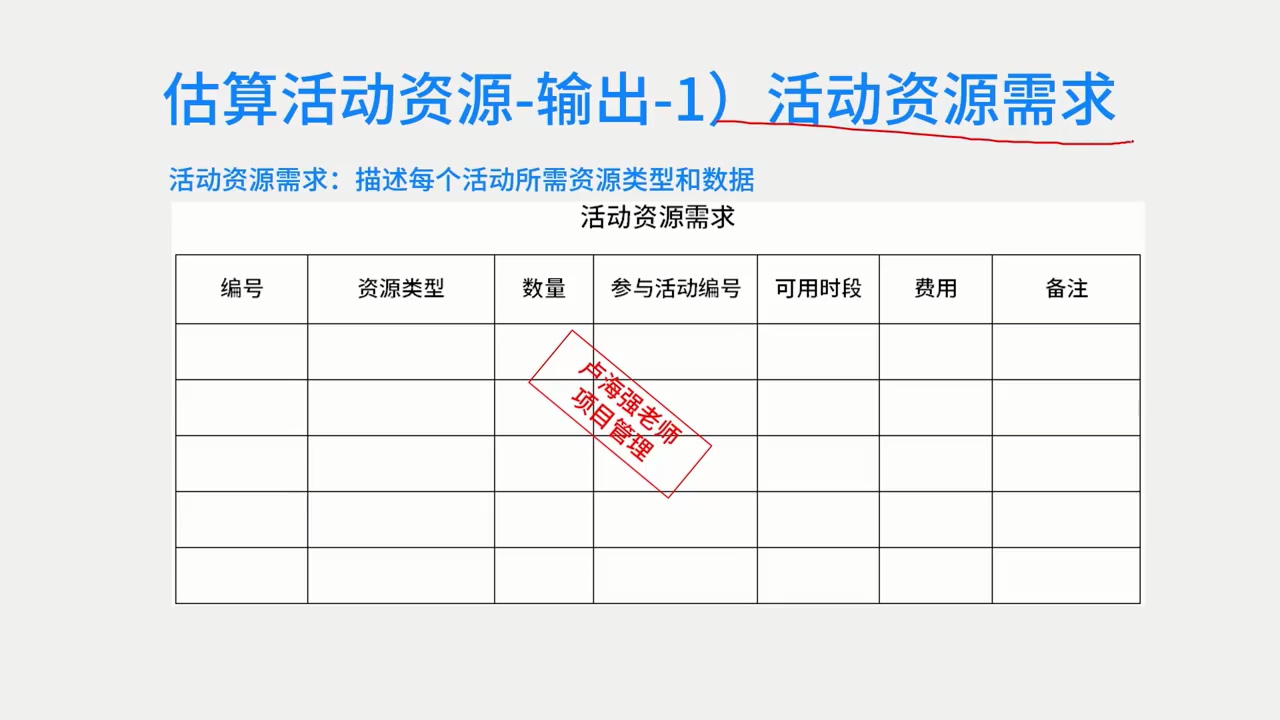 估算活动资源-输出-1）活动资源需求
活动资源需求：描述每个活动所需资源类型和数据
活动资源需求
编号 资源类型 数量 参与活动编号 可用时段 费用 备注
卢海强老师
项目管理